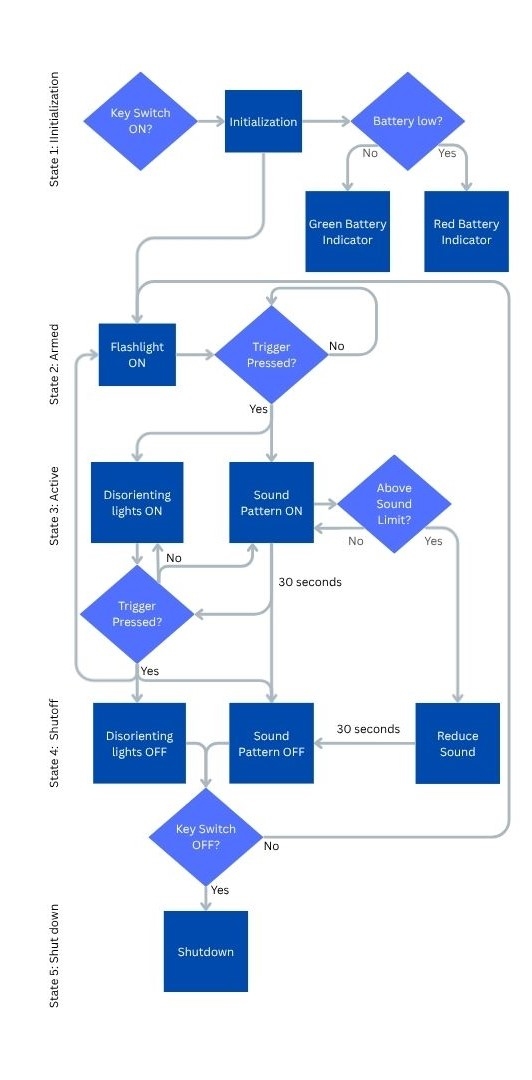 State 1: IInitialization
Key Switch
ON?
Initialization
Battery low?
No
Yes
Green Battery
Indicator
Red Battery
Indicator
State 2: Armed
Flashlight
ON
Trigger
Pressed?
No
Yes
State 3: Active
Disorienting
lights ON
Sound
Pattern ON
Above
Sound
Limit?
No
Yes
No
30 seconds
Trigger
Pressed?
Yes
State 4: Shutoff
Disorienting
lights OFF
Sound
Pattern OFF
30 seconds
Reduce
Sound
Key Switch
OFF?
No
Yes
State 5: Shut down
Shutdown